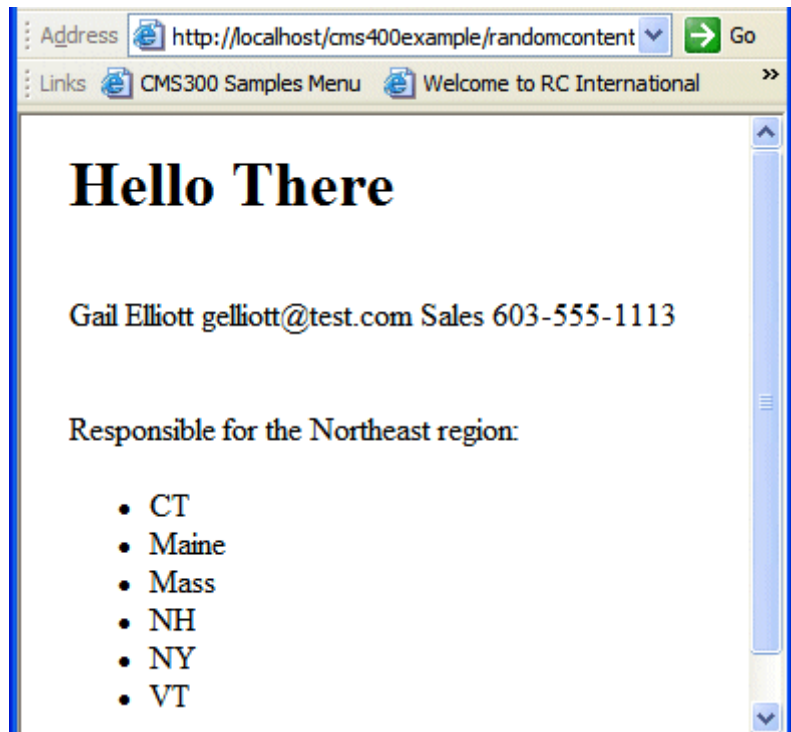 Address http://localhost/cms400example/randomcontent Go
Links CMS300 Samples Menu Welcome to RC International »
Hello There
Gail Elliott gelliott@test.com Sales 603-555-1113
Responsible for the Northeast region:
• CT
• Maine
• Mass
• NH
• NY
• VT